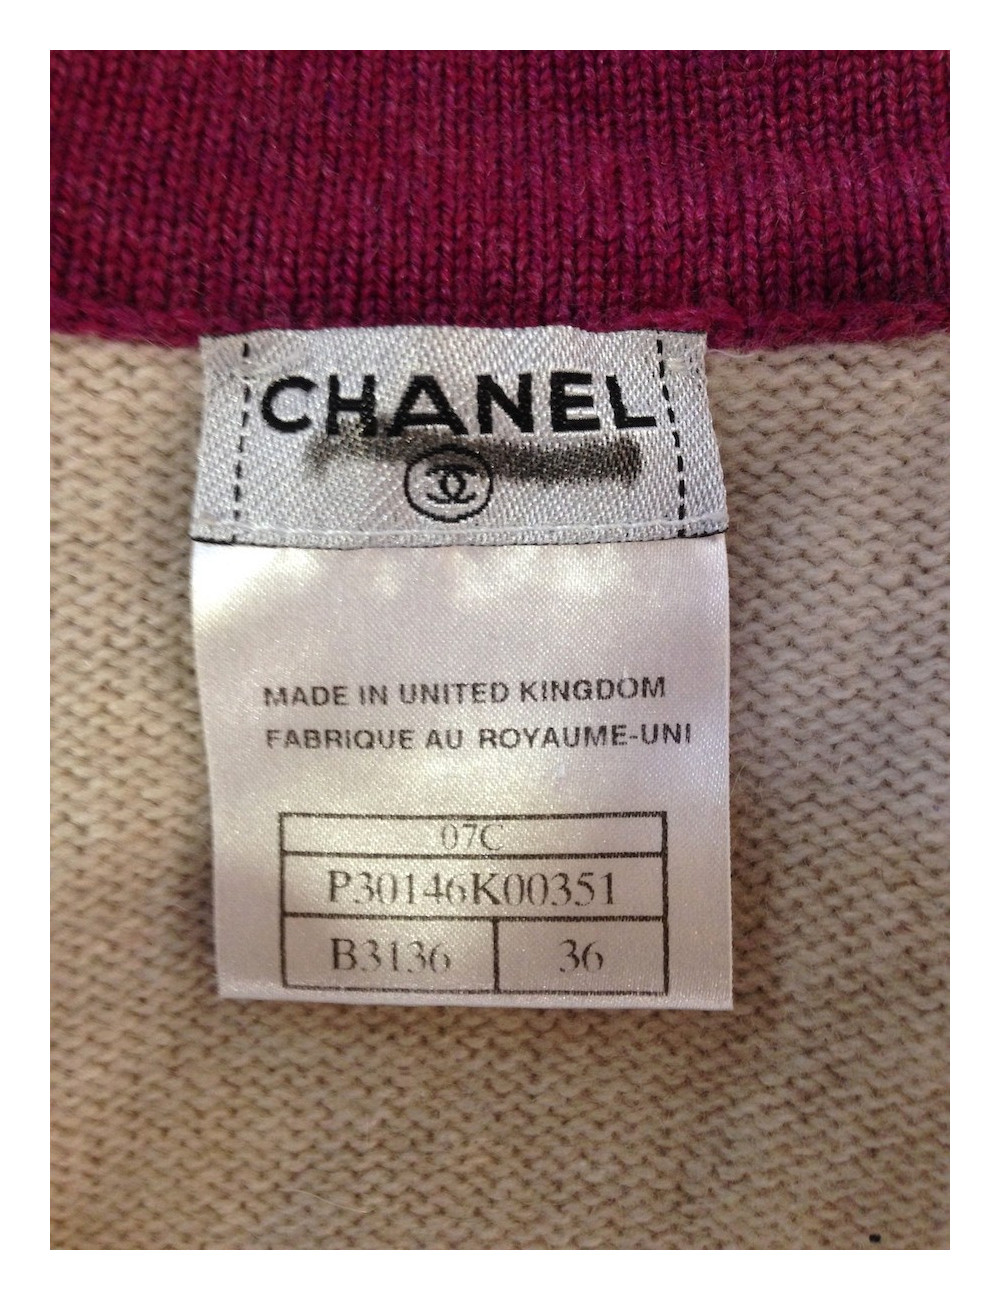 CHANEL
MADE IN UNITED KINGDOM
FABRIQUE AU ROYAUME-UNI
07C
P30146K00351
B3136 36